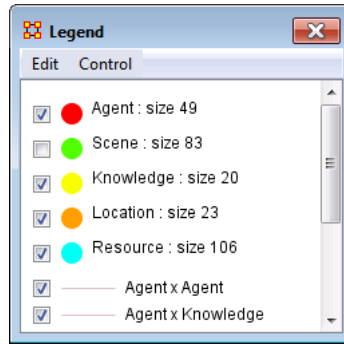 Legend
Edit Control
Agent : size 49
Scene : size 83
Knowledge : size 20
Location : size 23
Resource : size 106
Agent x Agent
Agent x Knowledge